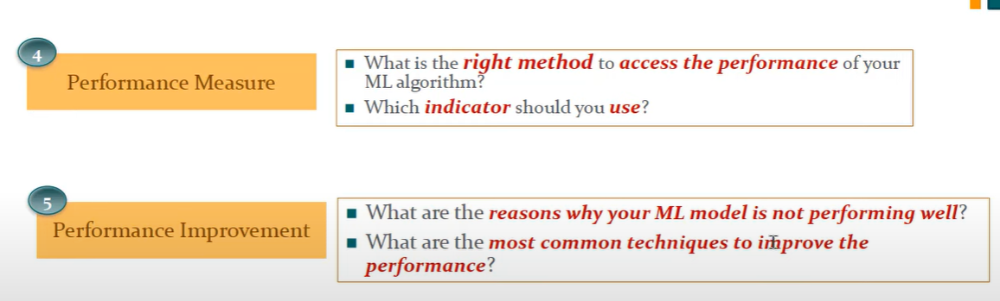 4
Performance Measure
■ What is the right method to access the performance of your
ML algorithm?
■ Which indicator should you use?
5
Performance Improvement
■ What are the reasons why your ML model is not performing well?
■ What are the most common techniques to improve the
performance?